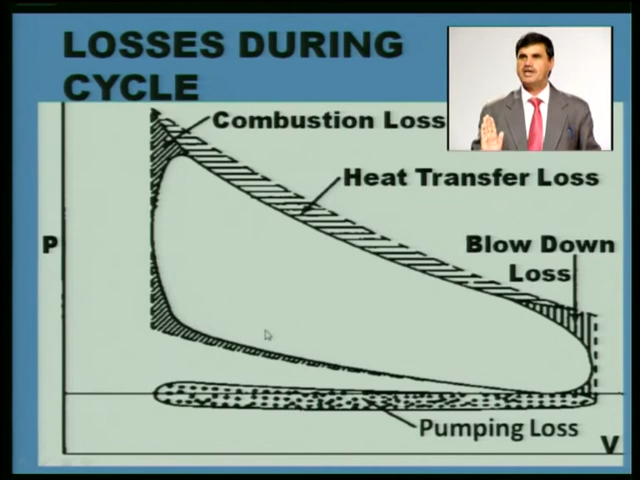 LOSSES DURING
CYCLE
Combustion Loss
Heat Transfer Loss
Blow Down
Loss
P
Pumping Loss
V